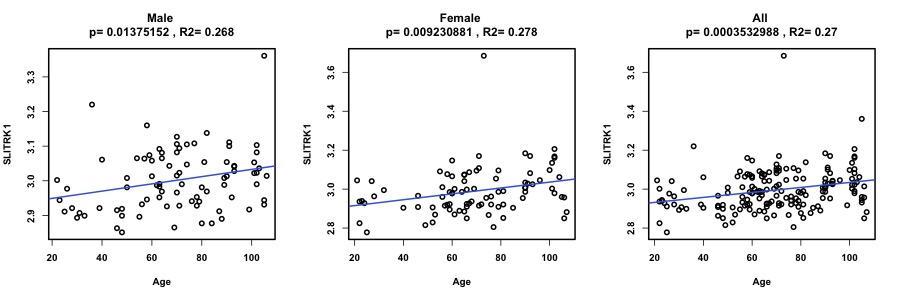 Male
p= 0.01375152 , R2= 0.268
SLITRK1
3.3
3.2
3.1
3.0
2.9
20 40 60 80 100
Age
Female
p= 0.009230881 , R2= 0.278
SLITRK1
3.6
3.4
3.2
3.0
2.8
20 40 60 80 100
Age
All
p= 0.0003532988 , R2= 0.27
SLITRK1
3.6
3.4
3.2
3.0
2.8
20 40 60 80 100
Age